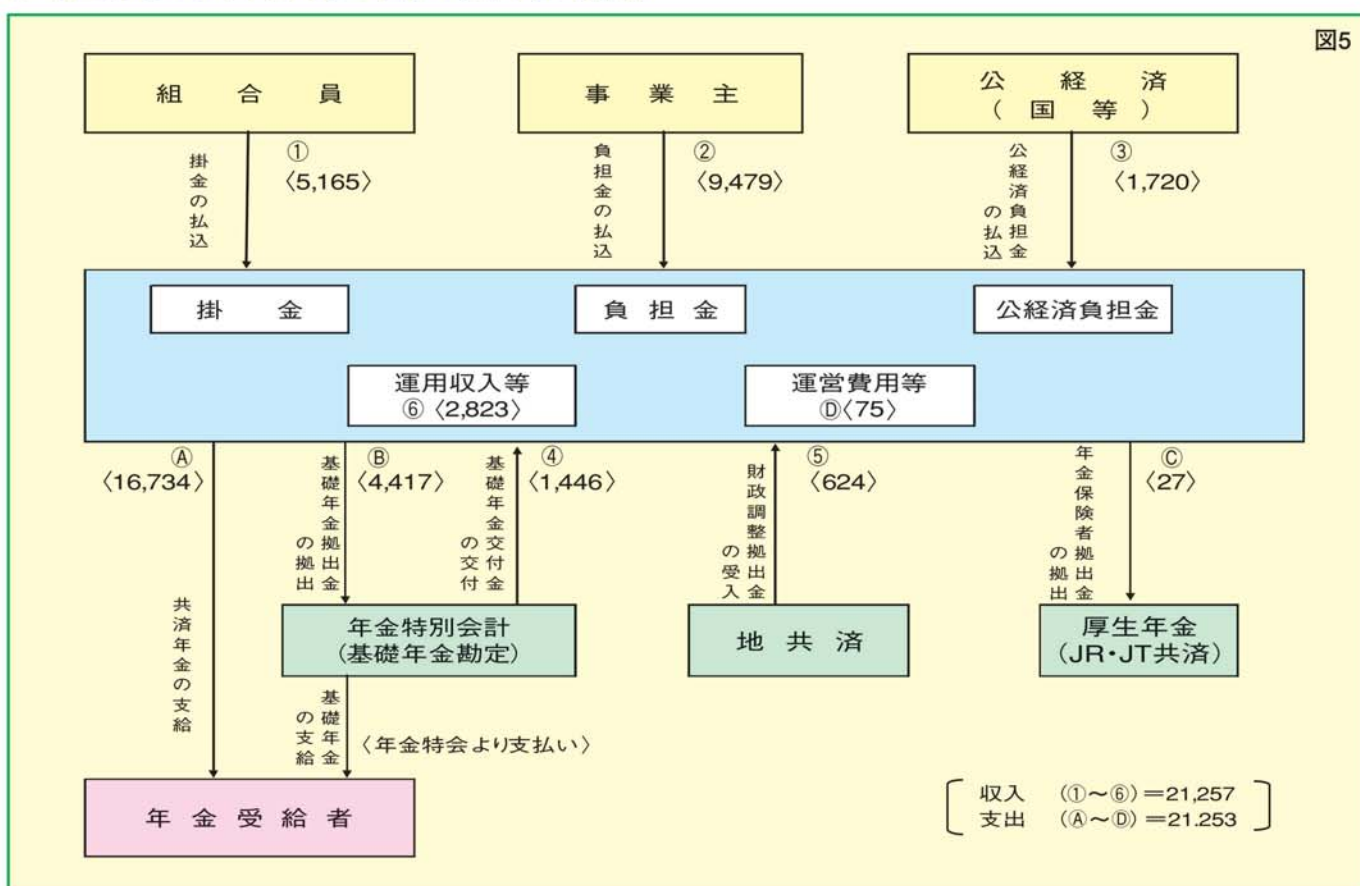 図5
組合員
事業主
公経済
(国等)
掛金の払込
①
〈5,165〉
負担金の払込
②
〈9,479〉
公経済負担金
の払込
③
〈1,720〉
掛金
負担金
公経済負担金
運用収入等
⑥〈2,823〉
運営費用等
Ⓓ〈75〉
Ⓐ
〈16,734〉
共済年金の支給
基礎年金拠出金
の拠出
Ⓑ
〈4,417〉
基礎年金交付金
の交付
④
〈1,446〉
財政調整拠出金
の受入
⑤
〈624〉
年金保険者拠出金
の拠出
Ⓒ
〈27〉
年金特別会計
(基礎年金勘定)
地共済
厚生年金
(JR・JT共済)
基礎年金
の支給
〈年金特会より支払い〉
年金受給者
収入 (①～⑥)＝21,257
支出 (Ⓐ～Ⓓ)＝21.253